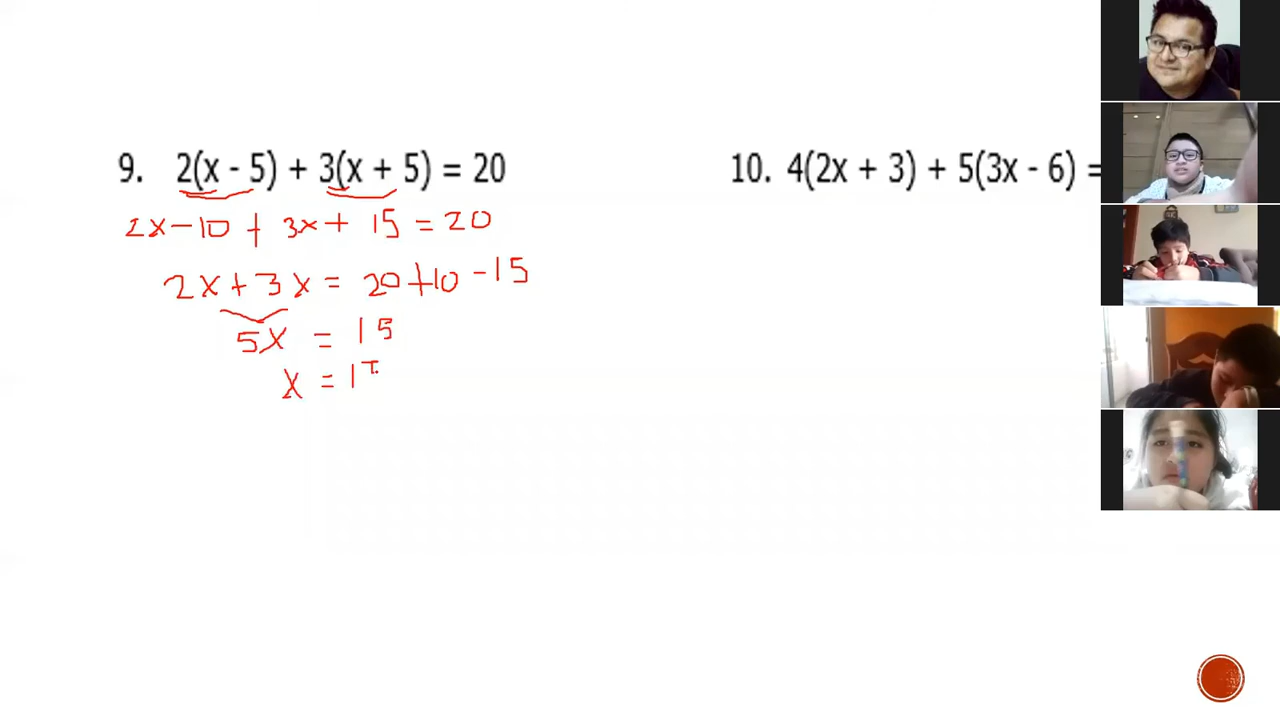 9. 2(x - 5) + 3(x + 5) = 20
2x - 10 + 3x + 15 = 20
2x + 3x = 20 + 10 - 15
5x = 15
x = 1
10. 4(2x + 3) + 5(3x - 6) =